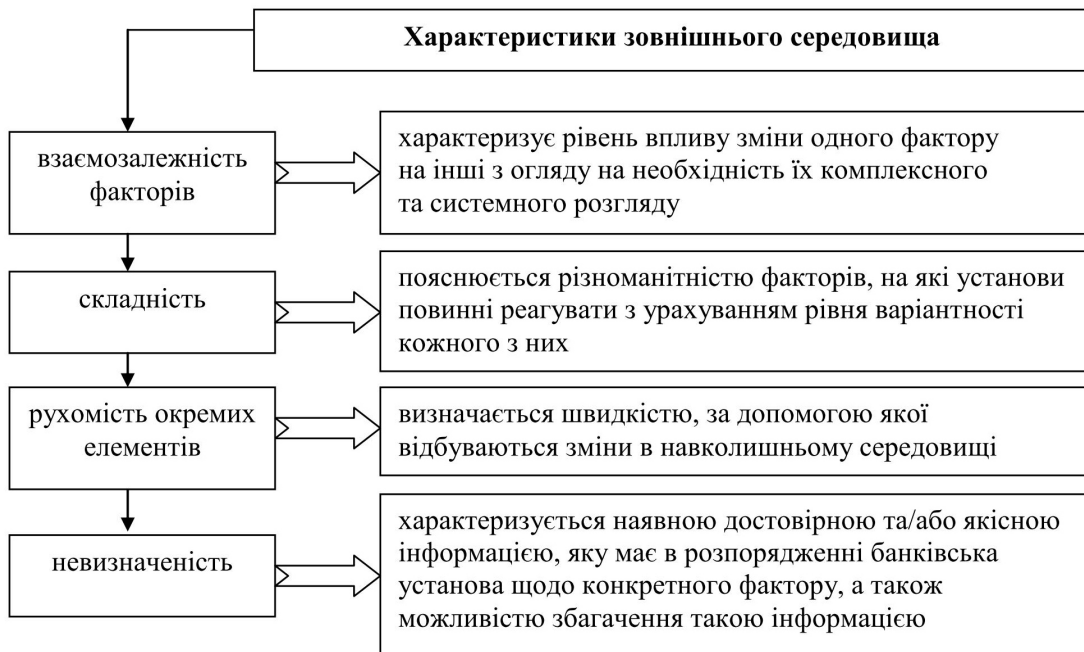 Характеристики зовнішнього середовища
взаємозалежність
факторів
характеризує рівень впливу зміни одного фактору
на інші з огляду на необхідність їх комплексного
та системного розгляду
складність
пояснюється різноманітністю факторів, на які установи
повинні реагувати з урахуванням рівня варіантності
кожного з них
рухомість окремих
елементів
визначається швидкістю, за допомогою якої
відбуваються зміни в навколишньому середовищі
невизначеність
характеризується наявною достовірною та/або якісною
інформацією, яку має в розпорядженні банківська
установа щодо конкретного фактору, а також
можливістю збагачення такою інформацією